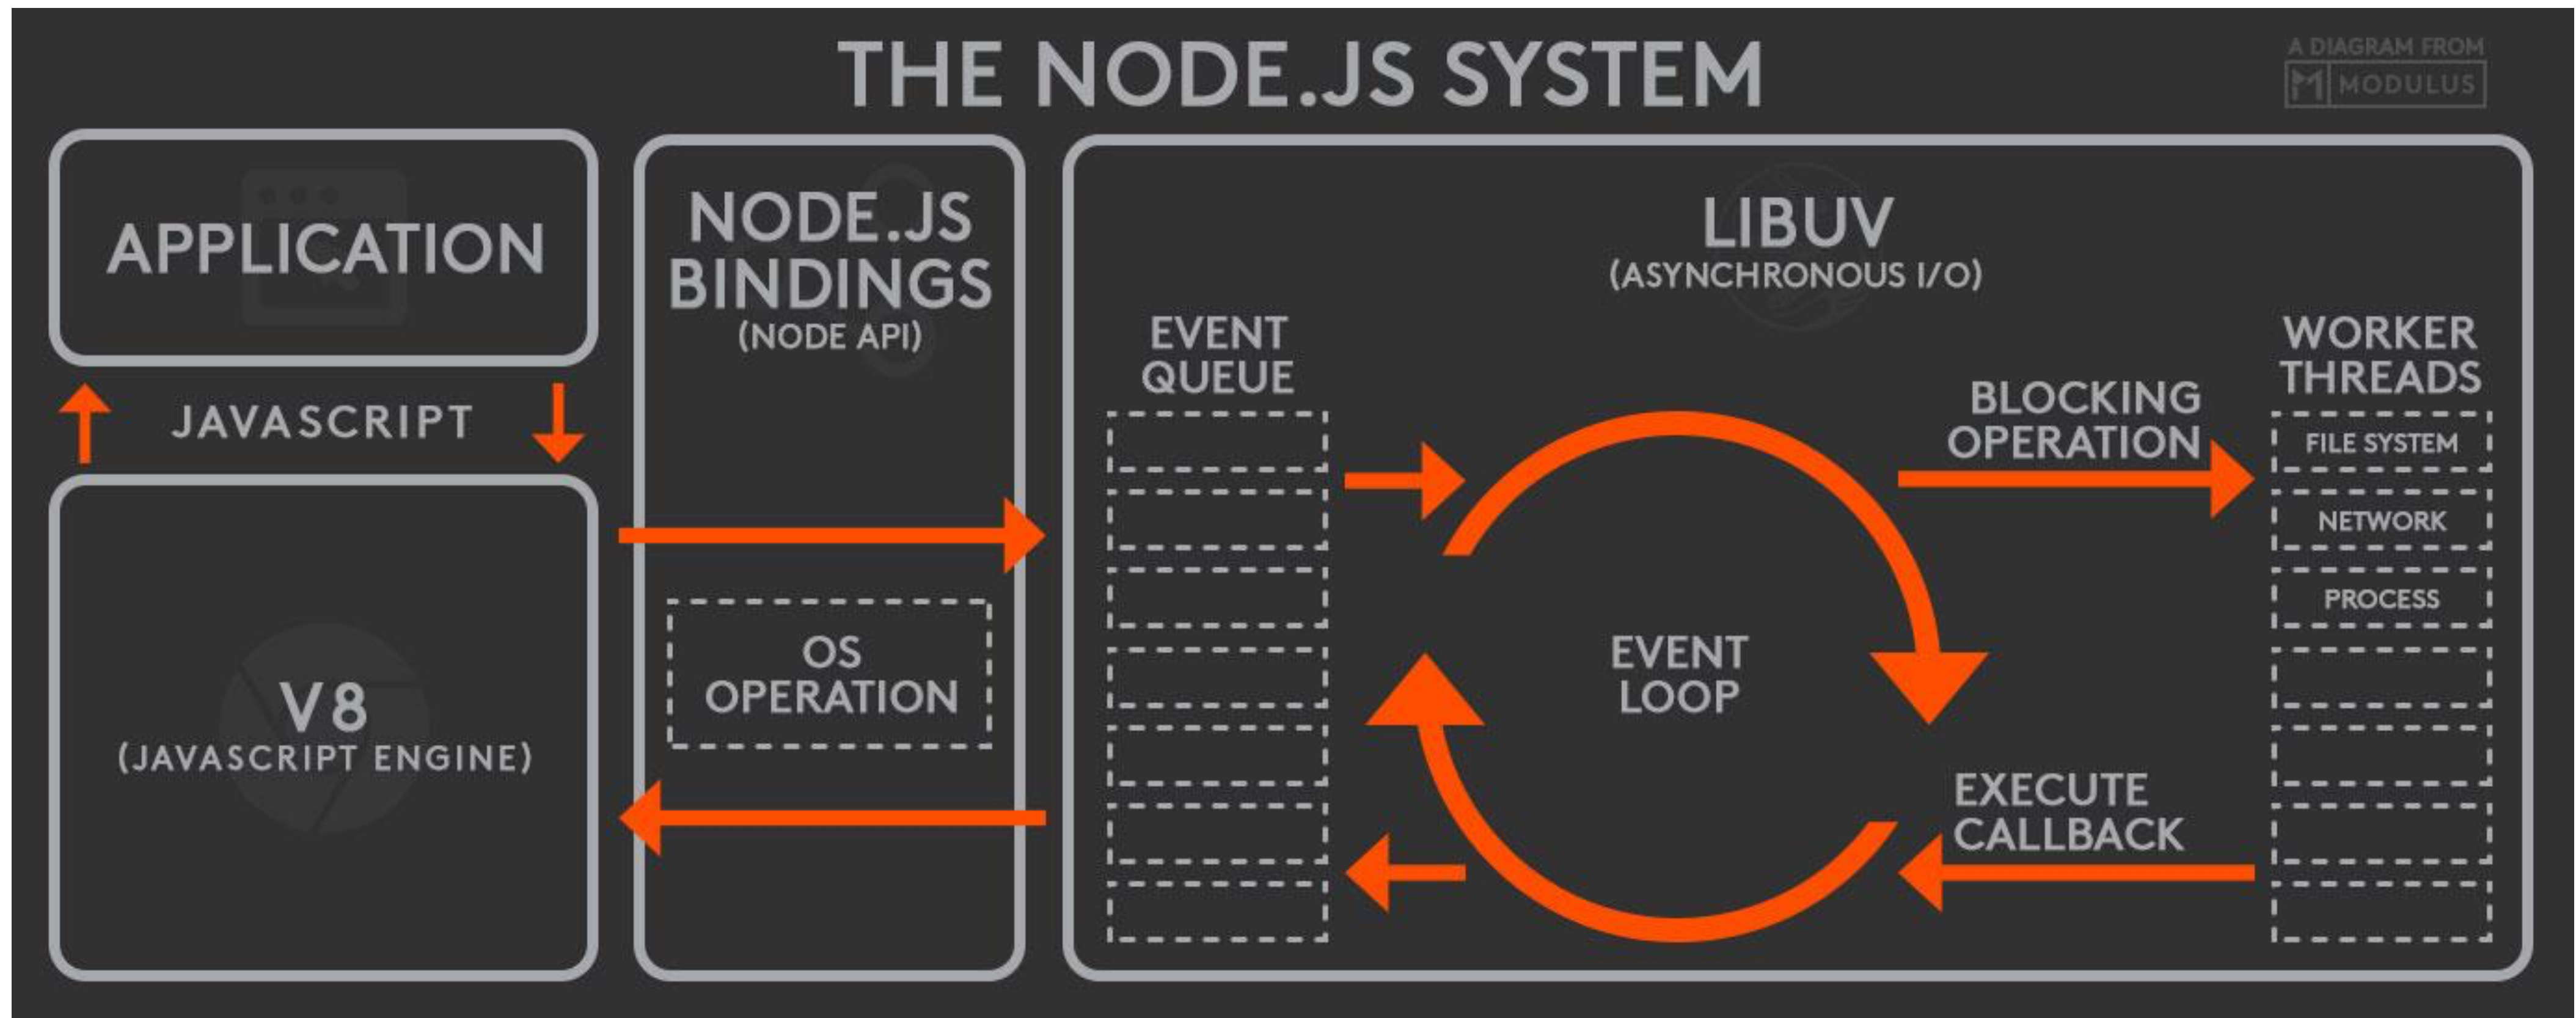 THE NODE.JS SYSTEM
A DIAGRAM FROM
MODULUS
APPLICATION
JAVASCRIPT
V8
(JAVASCRIPT ENGINE)
NODE.JS
BINDINGS
(NODE API)
OS
OPERATION
LIBUV
(ASYNCHRONOUS I/O)
EVENT
QUEUE
EVENT
LOOP
BLOCKING
OPERATION
EXECUTE
CALLBACK
WORKER
THREADS
FILE SYSTEM
NETWORK
PROCESS